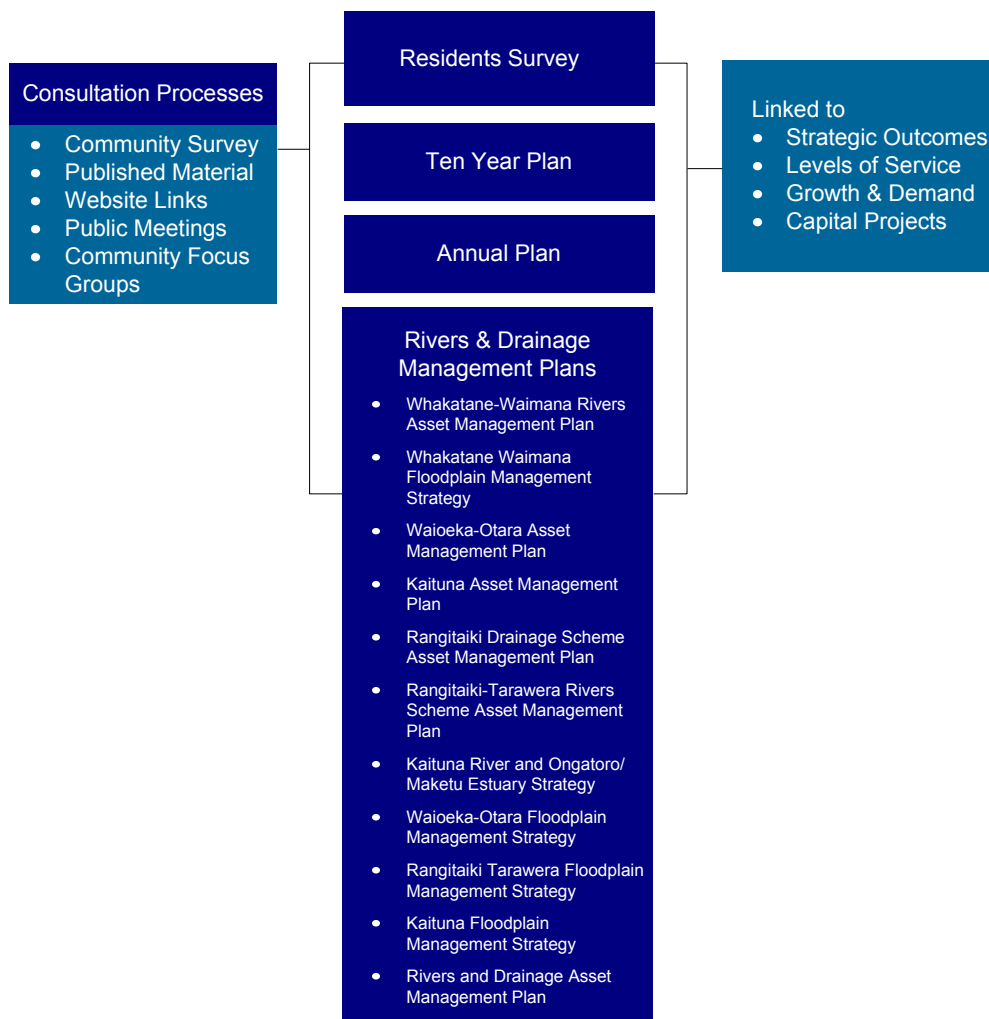 Consultation Processes
• Community Survey
• Published Material
• Website Links
• Public Meetings
• Community Focus
Groups
Residents Survey
Ten Year Plan
Annual Plan
Rivers & Drainage
Management Plans
• Whakatane-Waimana Rivers
Asset Management Plan
• Whakatane Waimana
Floodplain Management
Strategy
• Waioeka-Otara Asset
Management Plan
• Kaituna Asset Management
Plan
• Rangitaiki Drainage Scheme
Asset Management Plan
• Rangitaiki-Tarawera Rivers
Scheme Asset Management
Plan
• Kaituna River and Ongatoro/
Maketu Estuary Strategy
• Waioeka-Otara Floodplain
Management Strategy
• Rangitaiki Tarawera Floodplain
Management Strategy
• Kaituna Floodplain
Management Strategy
• Rivers and Drainage Asset
Management Plan
Linked to
• Strategic Outcomes
• Levels of Service
• Growth & Demand
• Capital Projects